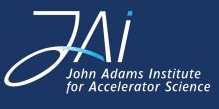 JAi
John Adams Institute
for Accelerator Science